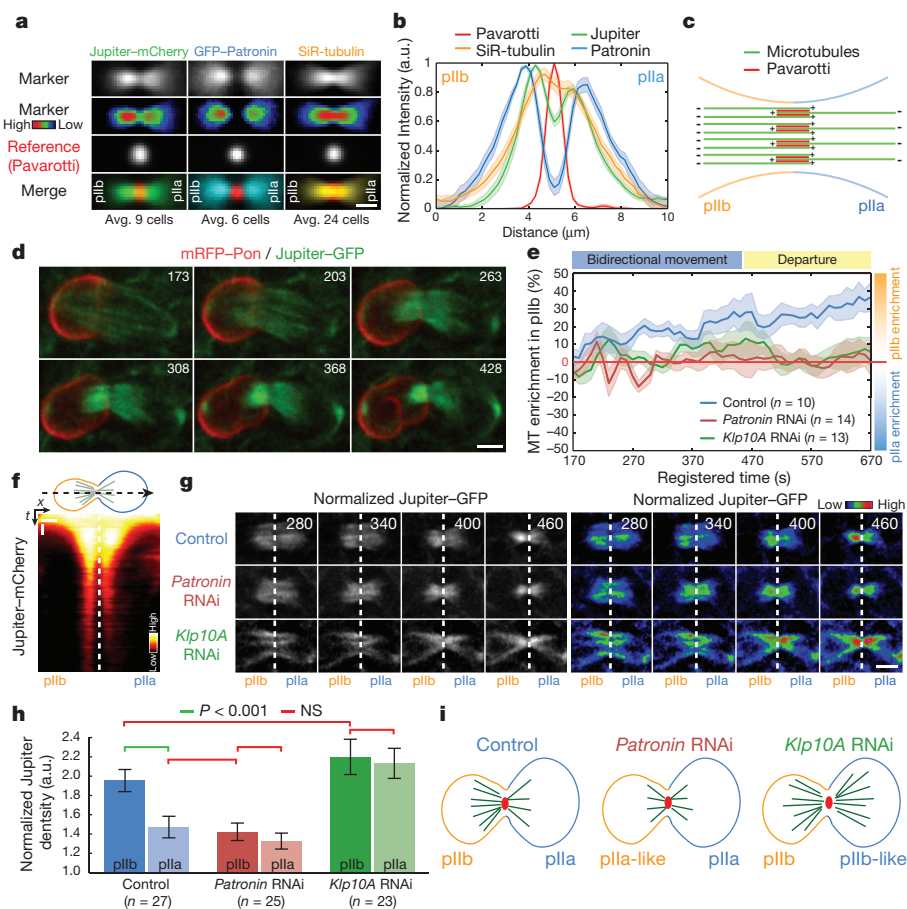 a
Jupiter–mCherry GFP–Patronin SiR-tubulin
Marker
Marker
High Low
Reference
(Pavarotti)
Merge
pIIb pIIa pIIb pIIa pIIb pIIa
Avg. 9 cells Avg. 6 cells Avg. 24 cells
b
Pavarotti Jupiter
SiR-tubulin Patronin
Normalized Intensity (a.u.)
1
0.8
0.6
0.4
0.2
0
pIIb pIIa
0 2 4 6 8 10
Distance (μm)
c
Microtubules
Pavarotti
pIIb pIIa
d
mRFP–Pon / Jupiter–GFP
173 203 263
308 368 428
e
Bidirectional movement Departure
MT enrichment in pIIb (%)
50
40
30
20
10
0
–10
–20
–30
–40
–50
Control (n = 10)
Patronin RNAi (n = 14)
Klp10A RNAi (n = 13)
170 270 370 470 570 670
Registered time (s)
pIIb enrichment
pIIa enrichment
f
x
t
Jupiter–mCherry
Low High
pIIb pIIa
g
Normalized Jupiter–GFP Normalized Jupiter–GFP
Low High
280 340 400 460 280 340 400 460
Control
Patronin
RNAi
Klp10A
RNAi
pIIb pIIa pIIb pIIa pIIb pIIa pIIb pIIa pIIb pIIa pIIb pIIa pIIb pIIa pIIb pIIa
h
P < 0.001 NS
Normalized Jupiter
dentsity (a.u.)
2.4
2.2
2.0
1.8
1.6
1.4
1.2
1.0
pIIb pIIa pIIb pIIa pIIb pIIa
Control Patronin RNAi Klp10A RNAi
(n = 27) (n = 25) (n = 23)
i
Control Patronin RNAi Klp10A RNAi
pIIb pIIa pIIa-like pIIa pIIb pIIb-like